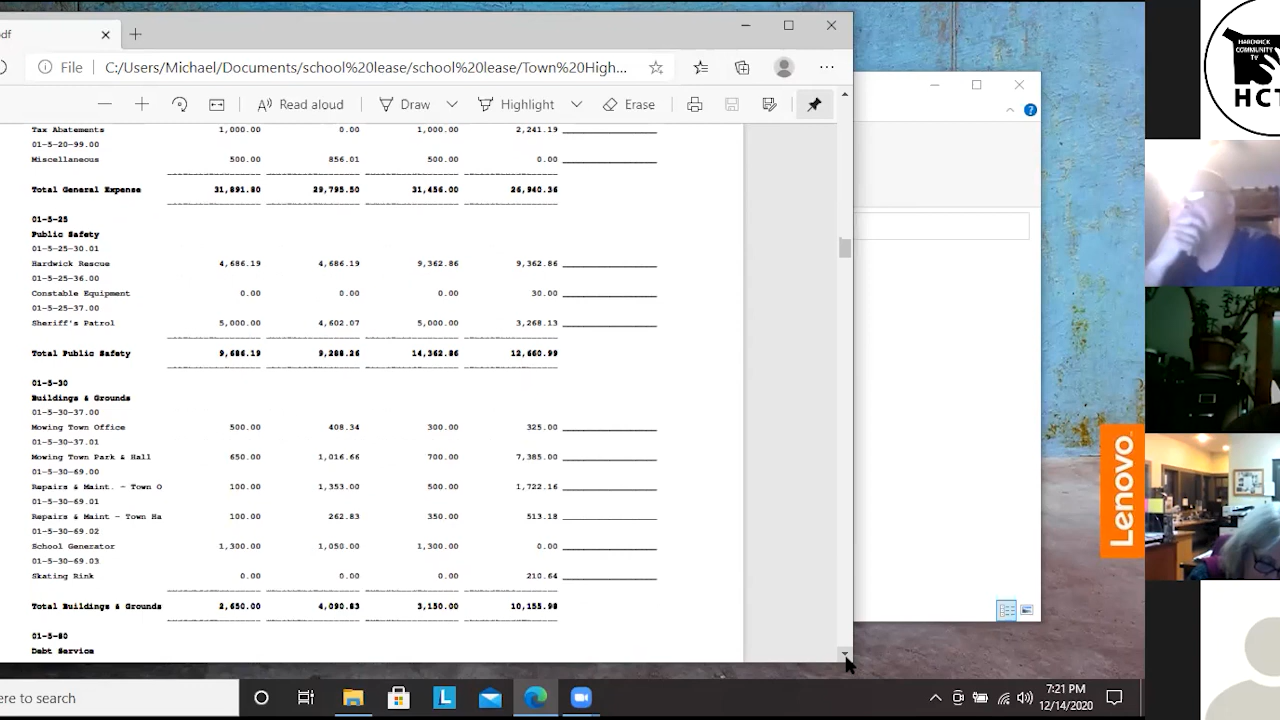 df
HARDWICK
COMMUNITY
TV
HCT
File C:/Users/Michael/Documents/school%20lease/school%20lease/Town%20High...
Read aloud Draw Highlight Erase
Tax Abatements 1,000.00 0.00 1,000.00 2,241.19
01-5-20-99.00
Miscellaneous 500.00 856.01 500.00 0.00
Total General Expense 31,891.80 29,795.50 31,456.00 26,940.36
01-5-25
Public Safety
01-5-25-30.01
Hardwick Rescue 4,686.19 4,686.19 9,362.86 9,362.86
01-5-25-36.00
Constable Equipment 0.00 0.00 0.00 30.00
01-5-25-37.00
Sheriff's Patrol 5,000.00 4,602.07 5,000.00 3,268.13
Total Public Safety 9,686.19 9,288.26 14,362.86 12,660.99
01-5-30
Buildings & Grounds
01-5-30-37.00
Mowing Town Office 500.00 408.34 300.00 325.00
01-5-30-37.01
Mowing Town Park & Hall 650.00 1,016.66 700.00 7,385.00
01-5-30-69.00
Repairs & Maint. - Town O 100.00 1,353.00 500.00 1,722.16
01-5-30-69.01
Repairs & Maint - Town Ha 100.00 262.83 350.00 513.18
01-5-30-69.02
School Generator 1,300.00 1,050.00 1,300.00 0.00
01-5-30-69.03
Skating Rink 0.00 0.00 0.00 210.64
Total Buildings & Grounds 2,650.00 4,090.83 3,150.00 10,155.98
01-5-80
Debt Service
Lenovo
ere to search
7:21 PM
12/14/2020